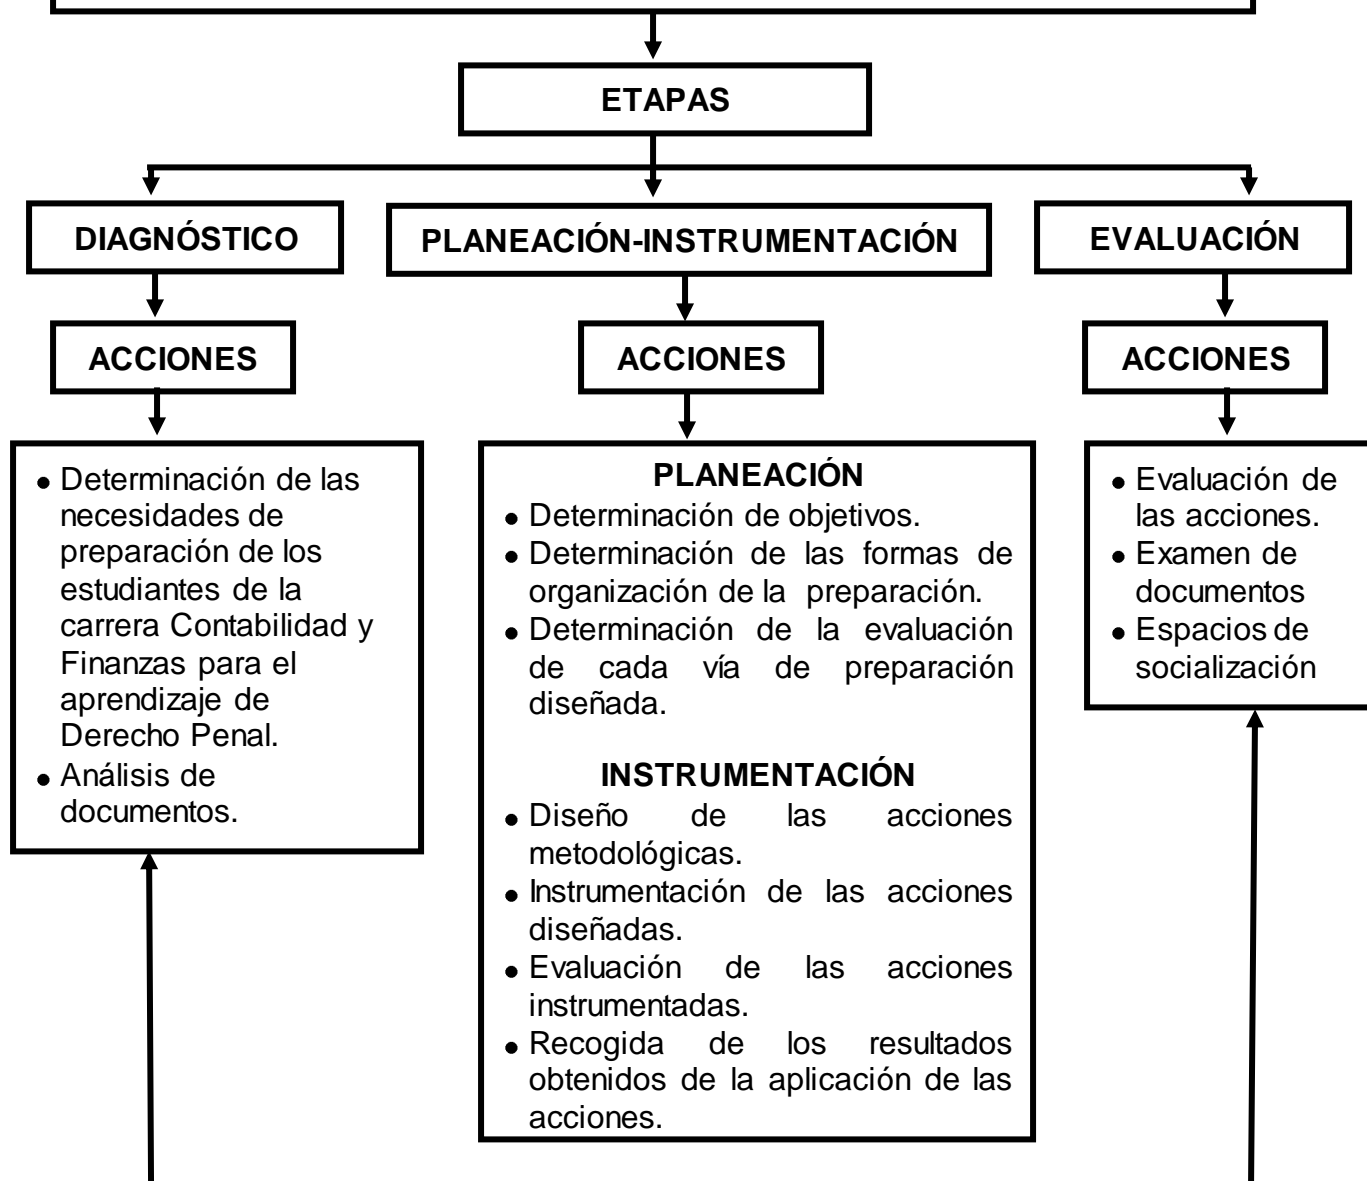 ETAPAS
DIAGNÓSTICO
PLANEACIÓN-INSTRUMENTACIÓN
EVALUACIÓN
ACCIONES
ACCIONES
ACCIONES
• Determinación de las
necesidades de
preparación de los
estudiantes de la
carrera Contabilidad y
Finanzas para el
aprendizaje de
Derecho Penal.
• Análisis de
documentos.
PLANEACIÓN
• Determinación de objetivos.
• Determinación de las formas de
organización de la preparación.
• Determinación de la evaluación
de cada vía de preparación
diseñada.
INSTRUMENTACIÓN
• Diseño de las acciones
metodológicas.
• Instrumentación de las acciones
diseñadas.
• Evaluación de las acciones
instrumentadas.
• Recogida de los resultados
obtenidos de la aplicación de las
acciones.
• Evaluación de
las acciones.
• Examen de
documentos
• Espacios de
socialización